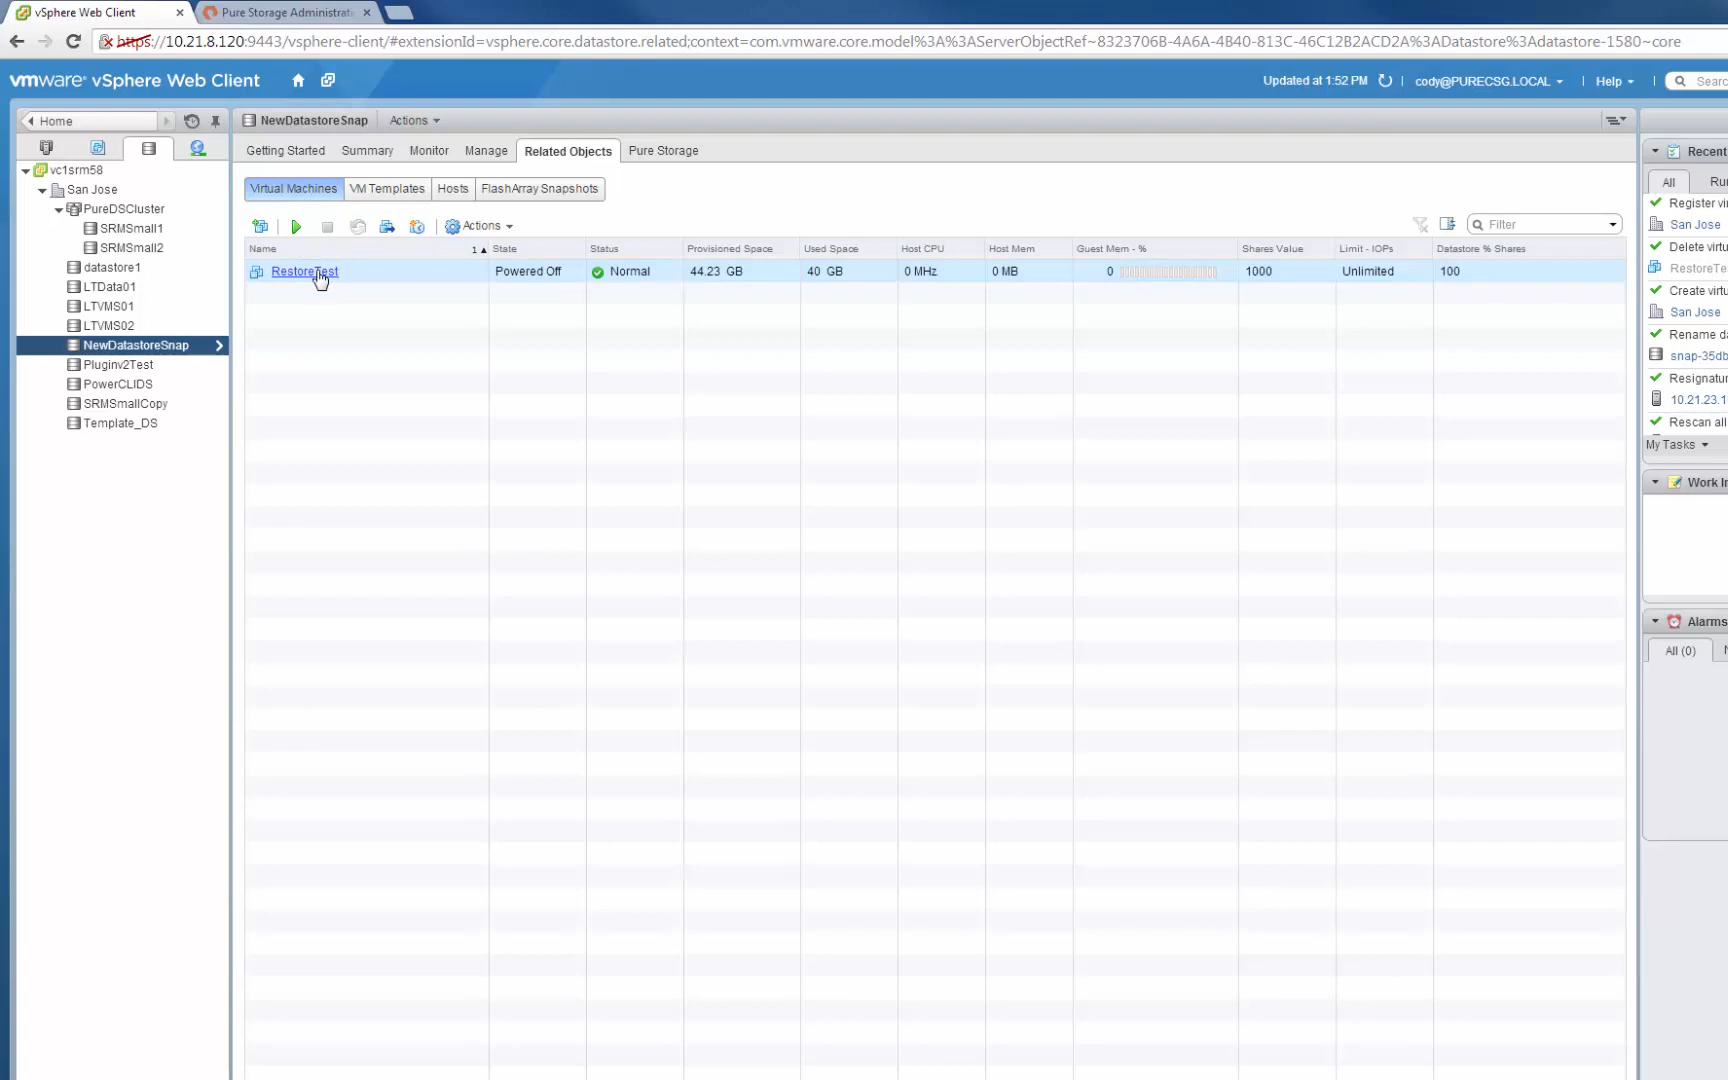 vSphere Web Client
Pure Storage Administrat
https://10.21.8.120:9443/vsphere-client/#extensionId=vsphere.core.datastore.related;context=com.vmware.core.model%3A%3AServerObjectRef~8323706B-4A6A-4B40-813C-46C12B2ACD2A%3ADatastore%3Adatastore-1580~core
vmware vSphere Web Client
Updated at 1:52 PM
cody@PURECSG.LOCAL
Help
Searc
Home
NewDatastoreSnap
Actions
Getting Started
Summary
Monitor
Manage
Related Objects
Pure Storage
Virtual Machines
VM Templates
Hosts
FlashArray Snapshots
Actions
Filter
Name 1 State Status Provisioned Space Used Space Host CPU Host Mem Guest Mem - % Shares Value Limit - IOPs Datastore % Shares
RestoreTest Powered Off Normal 44.23 GB 40 GB 0 MHz 0 MB 0 1000 Unlimited 100
vc1srm58
San Jose
PureDSCluster
SRMSmall1
SRMSmall2
datastore1
LTData01
LTVMS01
LTVMS02
NewDatastoreSnap
Pluginv2Test
PowerCLIDS
SRMSmallCopy
Template_DS
Recent
All
Ru
Register vi
San Jose
Delete virtu
RestoreTe
Create virtu
San Jose
Rename da
snap-35db
Resignatur
10.21.23.1
Rescan all
My Tasks
Work In
Alarms
All (0)